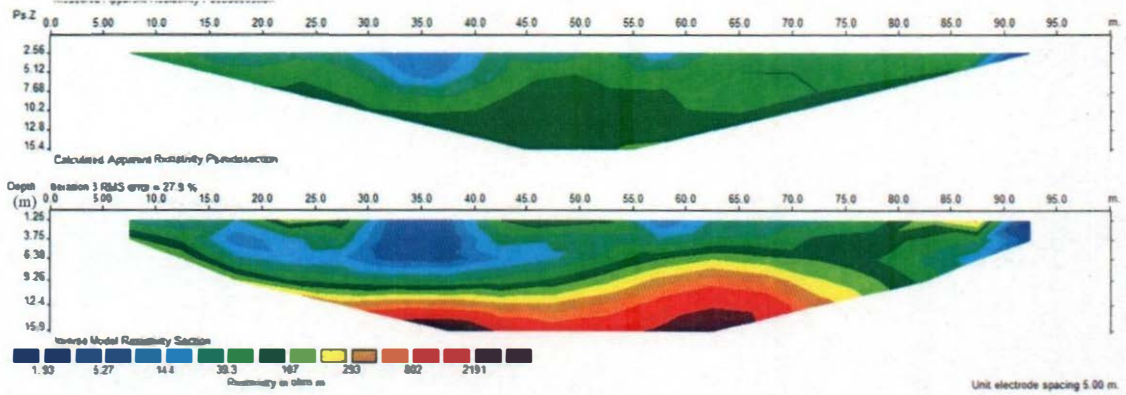 Ps.Z 0.0 5.0 10.0 15.0 20.0 25.0 30.0 35.0 40.0 45.0 50.0 55.0 60.0 65.0 70.0 75.0 80.0 85.0 90.0 95.0 m.
2.56
5.12
7.68
10.2
12.8
15.4
Calculated Apparent Resistivity Pseudosection
Depth Iteration 3 RMS error = 27.9 %
(m) 0.0 5.0 10.0 15.0 20.0 25.0 30.0 35.0 40.0 45.0 50.0 55.0 60.0 65.0 70.0 75.0 80.0 85.0 90.0 95.0 m.
1.25
3.75
6.38
9.26
12.4
15.9
Inverse Model Resistivity Section
1.93 5.27 14.4 39.3 107 293 802 2191
Resistivity in ohm m
Unit electrode spacing 5.00 m.